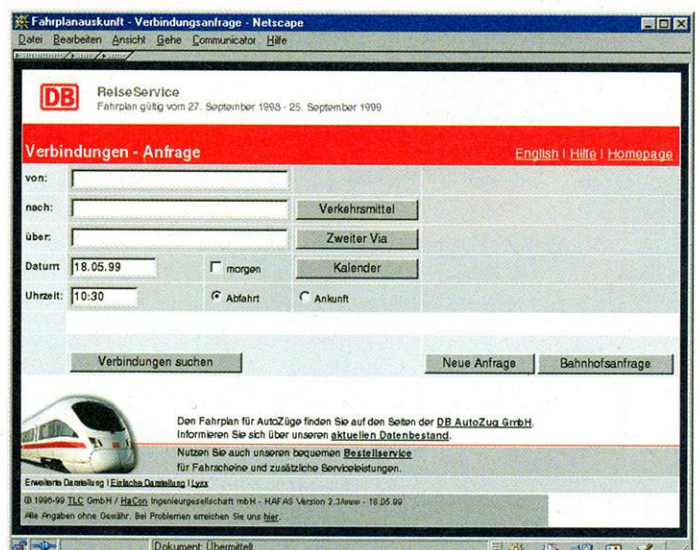 Fahrplanauskunft - Verbindungsanfrage - Netscape
Datei Bearbeiten Ansicht Gehe Communicator Hilfe
DB ReiseService
Fahrplan gültig vom 27. September 1998 - 25. September 1999
Verbindungen - Anfrage English | Hilfe | Homepage
von:
nach: Verkehrsmittel
über: Zweiter Via
Datum: 18.05.99 morgen Kalender
Uhrzeit: 10:30 Abfahrt Ankunft
Verbindungen suchen Neue Anfrage Bahnhofsanfrage
Den Fahrplan für AutoZüge finden Sie auf den Seiten der DB AutoZug GmbH.
Informieren Sie sich über unseren aktuellen Datenbestand.
Nutzen Sie auch unseren bequemen Bestellservice
für Fahrscheine und zusätzliche Serviceleistungen.
Erweiterte Darstellung | Einfache Darstellung | Lynx
© 1996-99 TLC GmbH / HaCon Ingenieurgesellschaft mbH - HAFAS Version - 18.05.99
Alle Angaben ohne Gewähr. Bei Problemen erreichen Sie uns hier.
Dokument: Übermittelt